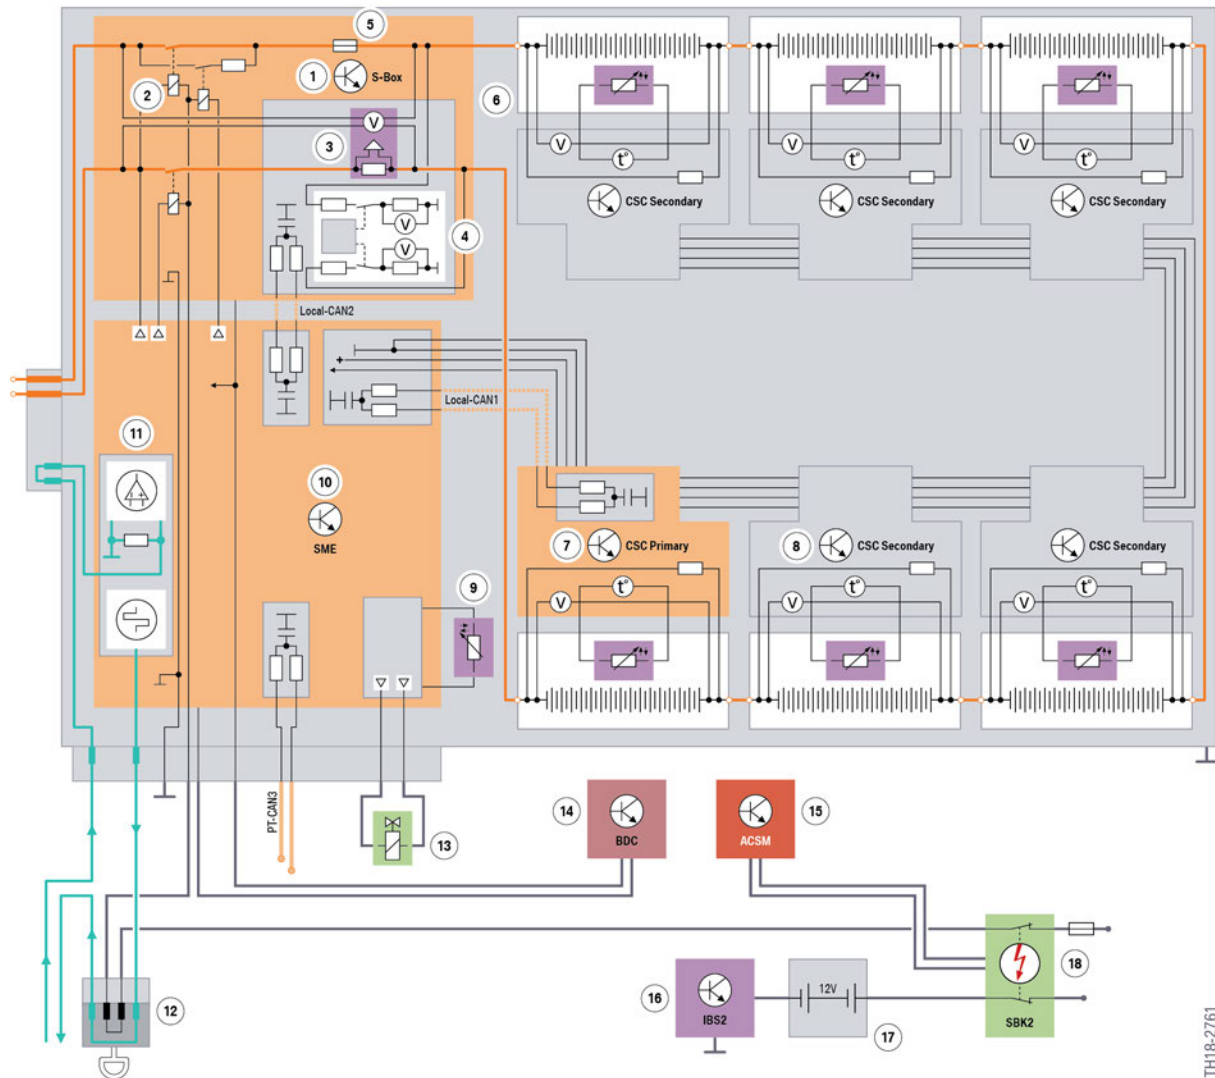 5
1
S-Box
2
6
V
3
V
V
4
V
t°
V
t°
V
t°
CSC Secondary
CSC Secondary
CSC Secondary
Local-CAN2
+
Local-CAN1
11
10
SME
7
CSC Primary
8
CSC Secondary
CSC Secondary
9
t°
V
t°
V
t°
V
PT-CAN3
13
14
BDC
ACSM
15
12
16
IBS2
12V
17
SBK2
18
TH18-2761